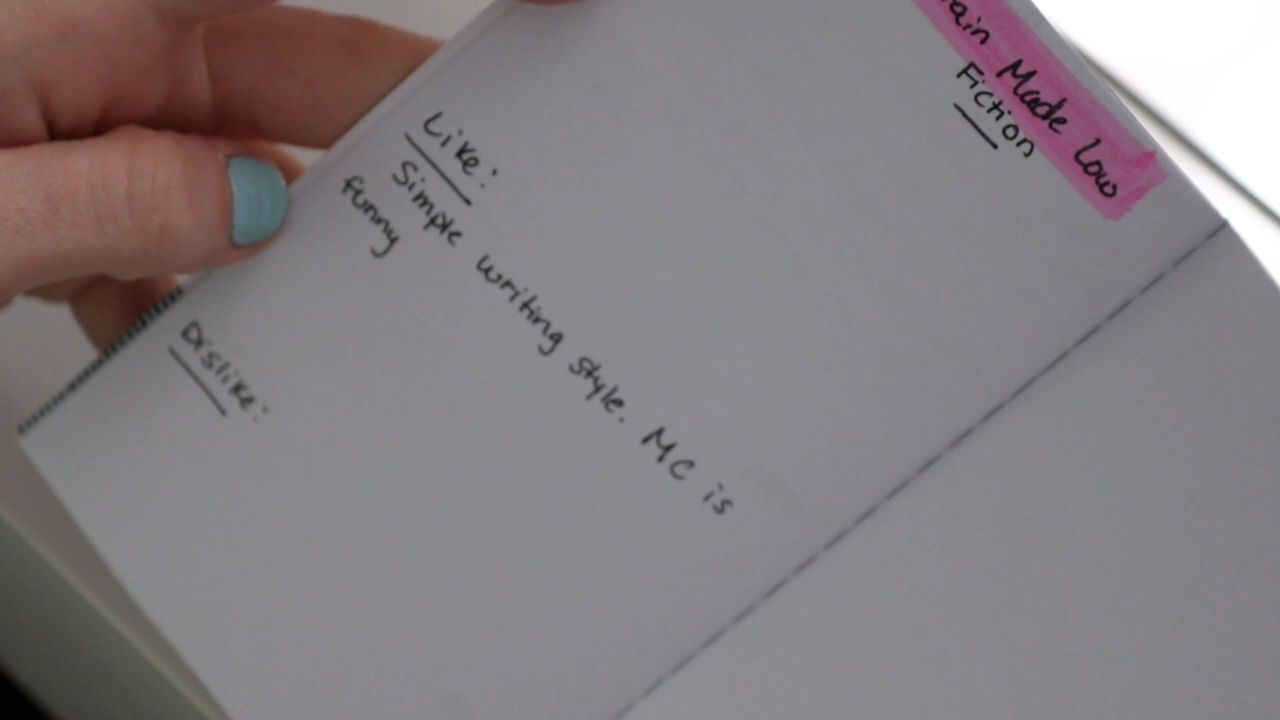 Made Low
Fiction
Like:
Simple writing style. MC is
funny
Dislike: